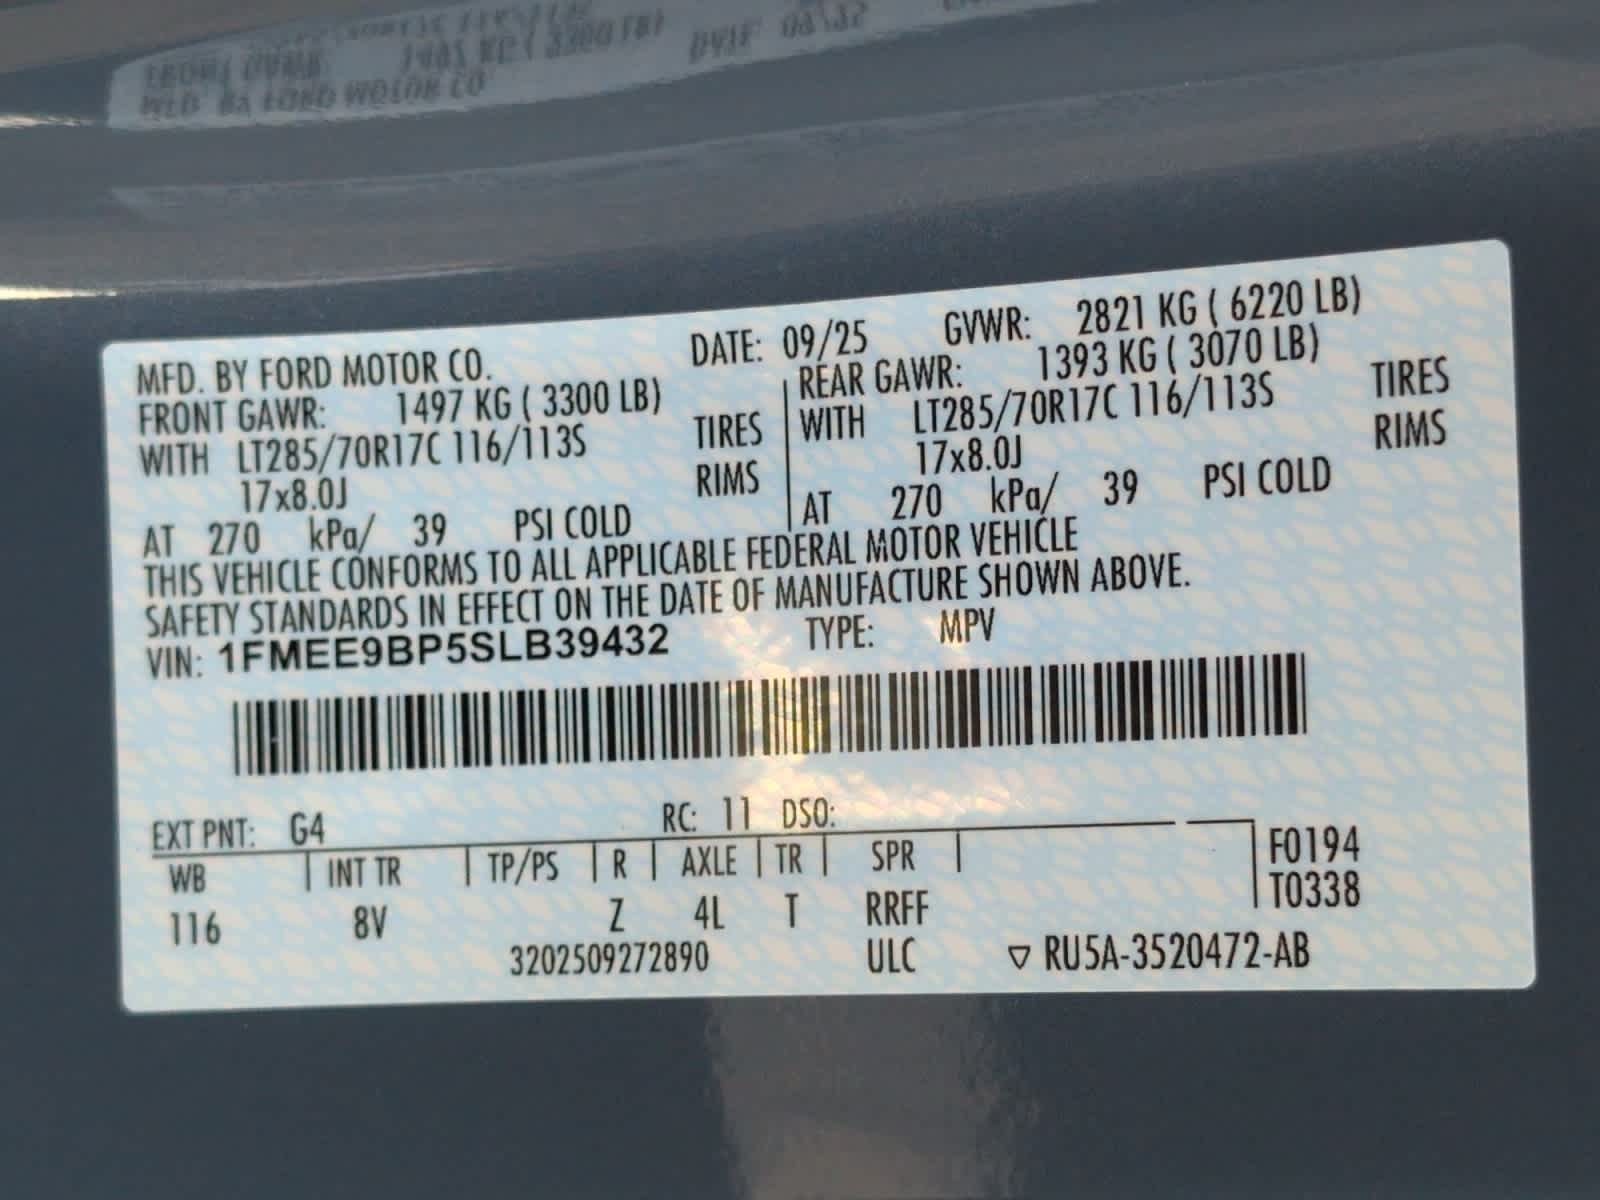 MFD. BY FORD MOTOR CO. DATE: 09/25 GVWR: 2821 KG ( 6220 LB)
FRONT GAWR: 1497 KG ( 3300 LB) REAR GAWR: 1393 KG ( 3070 LB)
WITH LT285/70R17C 116/113S TIRES WITH LT285/70R17C 116/113S TIRES
17x8.0J RIMS 17x8.0J RIMS
AT 270 kPa/ 39 PSI COLD AT 270 kPa/ 39 PSI COLD
THIS VEHICLE CONFORMS TO ALL APPLICABLE FEDERAL MOTOR VEHICLE
SAFETY STANDARDS IN EFFECT ON THE DATE OF MANUFACTURE SHOWN ABOVE.
VIN: 1FMEE9BP5SLB39432 TYPE: MPV
EXT PNT: G4 RC: 11 DSO:
WB INT TR TP/PS R AXLE TR SPR F0194
T0338
116 8V Z 4L T RRFF
3202509272890 ULC ▽ RU5A-3520472-AB